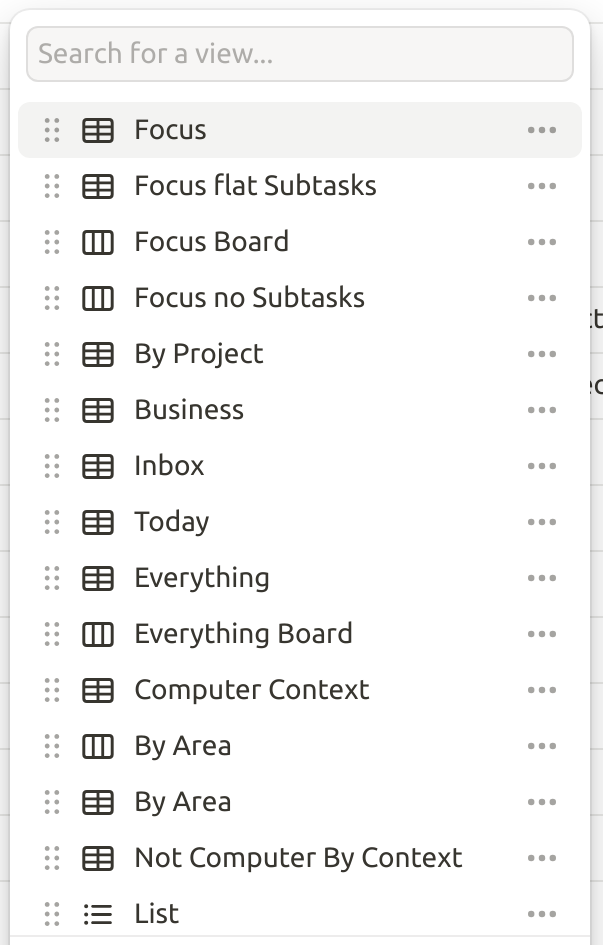 Search for a view...
Focus
Focus flat Subtasks
Focus Board
Focus no Subtasks
By Project
Business
Inbox
Today
Everything
Everything Board
Computer Context
By Area
By Area
Not Computer By Context
List